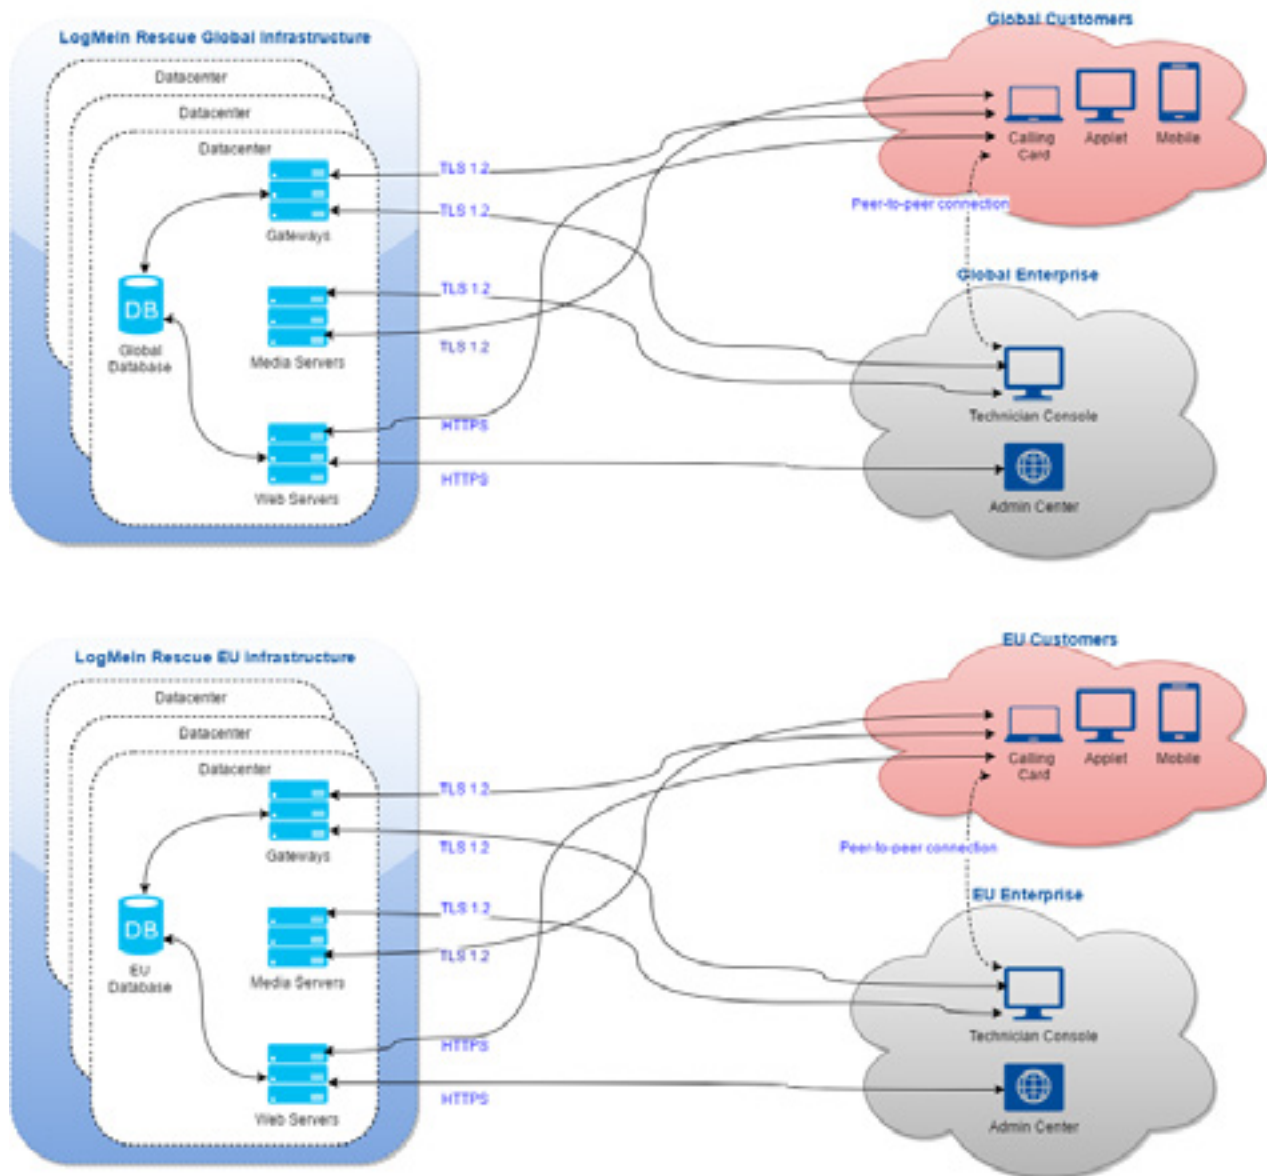 LogMeIn Rescue Global Infrastructure
Datacenter
Datacenter
Datacenter
Gateways
DB
Global
Database
Media Servers
Web Servers
TLS 1.2
TLS 1.2
TLS 1.2
TLS 1.2
HTTPS
HTTPS
Global Customers
Calling
Card
Applet
Mobile
Peer-to-peer connection
Global Enterprise
Technician Console
Admin Center
LogMeIn Rescue EU Infrastructure
Datacenter
Datacenter
Datacenter
Gateways
DB
EU
Database
Media Servers
Web Servers
TLS 1.2
TLS 1.2
TLS 1.2
TLS 1.2
HTTPS
HTTPS
EU Customers
Calling
Card
Applet
Mobile
Peer-to-peer connection
EU Enterprise
Technician Console
Admin Center